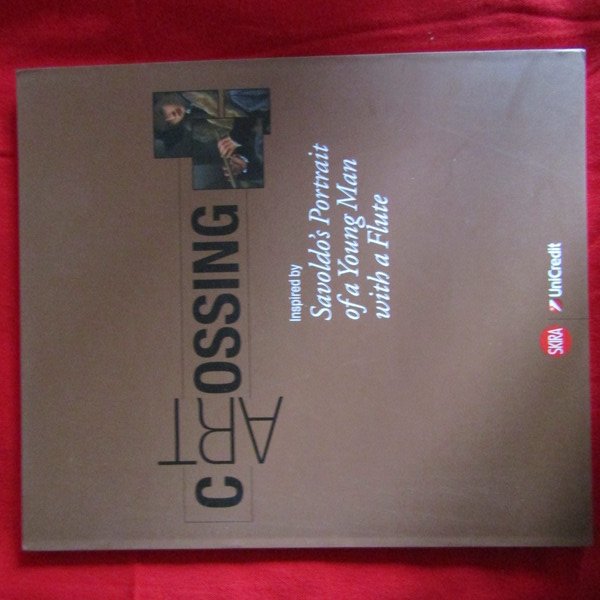 CROSSING
ART
Inspired by
Savoldo's Portrait
of a Young Man
with a Flute
SKIRA
UniCredit